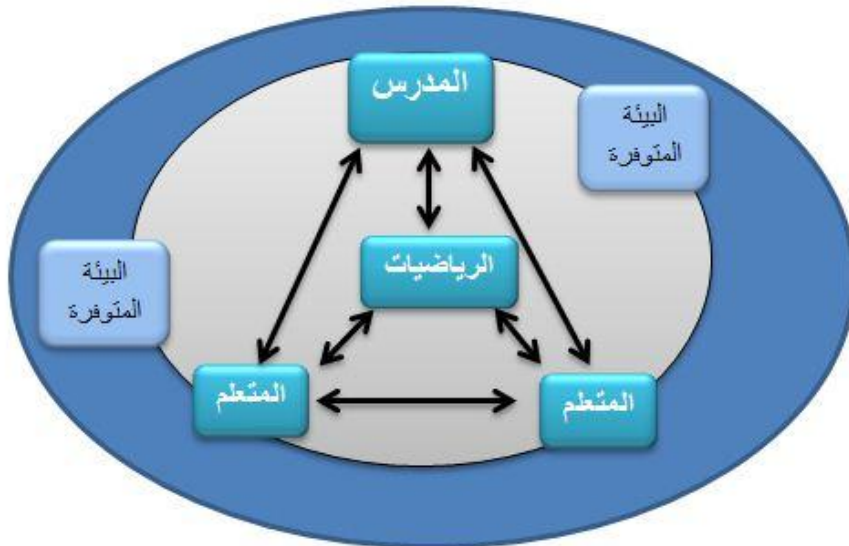 المدرس
البيئة
المتوفرة
الرياضيات
البيئة
المتوفرة
المتعلم
المتعلم